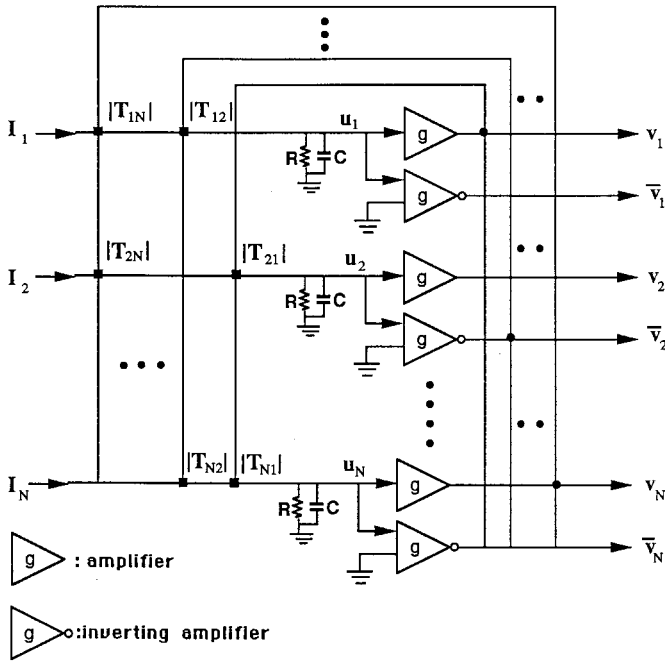 |T₁N| |T₁₂|
I₁ u₁ g v₁
R C
g v̅₁
|T₂N| |T₂₁|
I₂ u₂ g v₂
R C
g v̅₂
|TN₂| |TN₁|
IN uN g vN
R C
g v̅N
g : amplifier
g :inverting amplifier